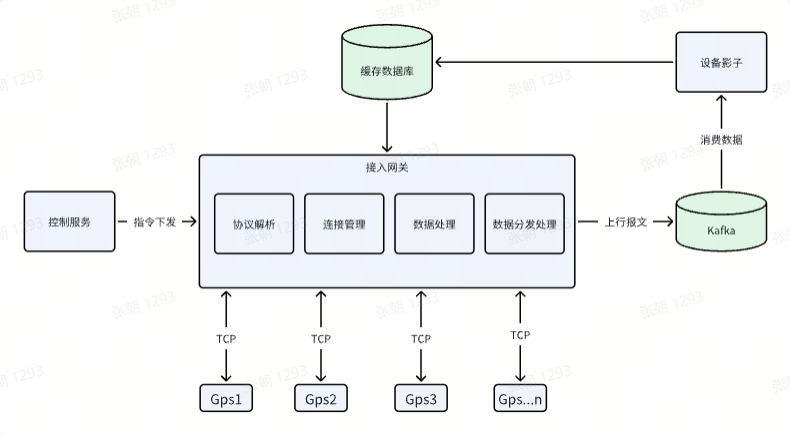 缓存数据库
设备影子
消费数据
接入网关
控制服务
指令下发
协议解析
连接管理
数据处理
数据分发处理
上行报文
Kafka
TCP
TCP
TCP
TCP
Gps1
Gps2
Gps3
Gps...n
张朝 1293